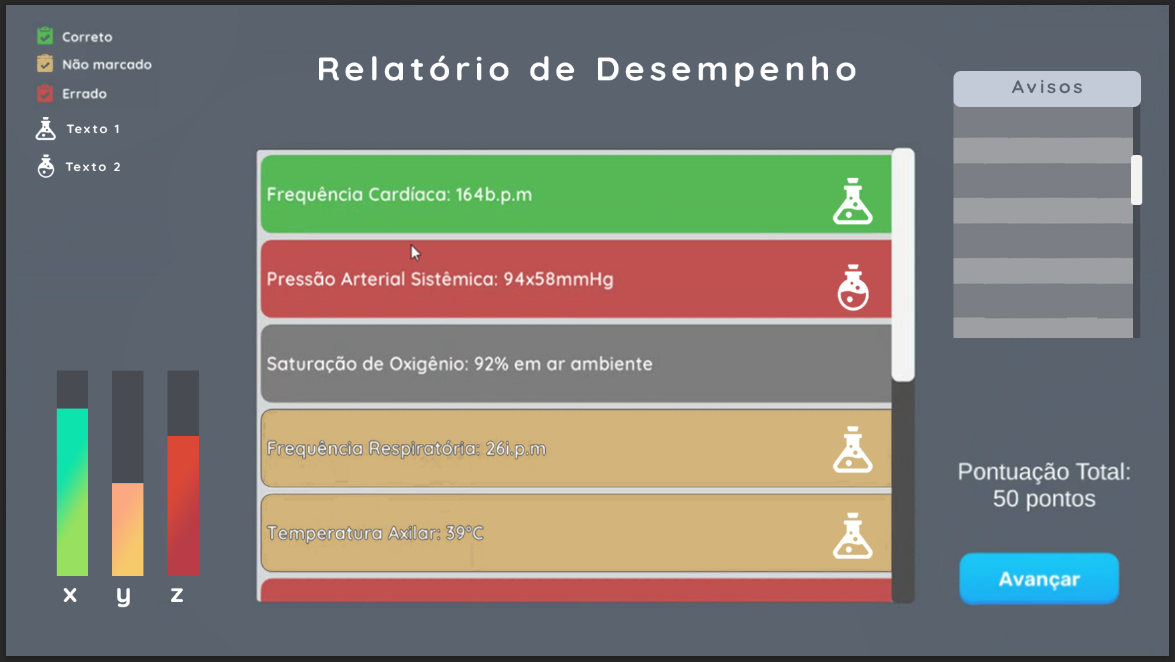 Correto
Não marcado
Errado
Texto 1
Texto 2
Relatório de Desempenho
Avisos
Frequência Cardíaca: 164b.p.m
Pressão Arterial Sistêmica: 94x58mmHg
Saturação de Oxigênio: 92% em ar ambiente
Frequência Respiratória: 26i.p.m
Temperatura Axilar: 39°C
x
y
z
Pontuação Total:
50 pontos
Avançar